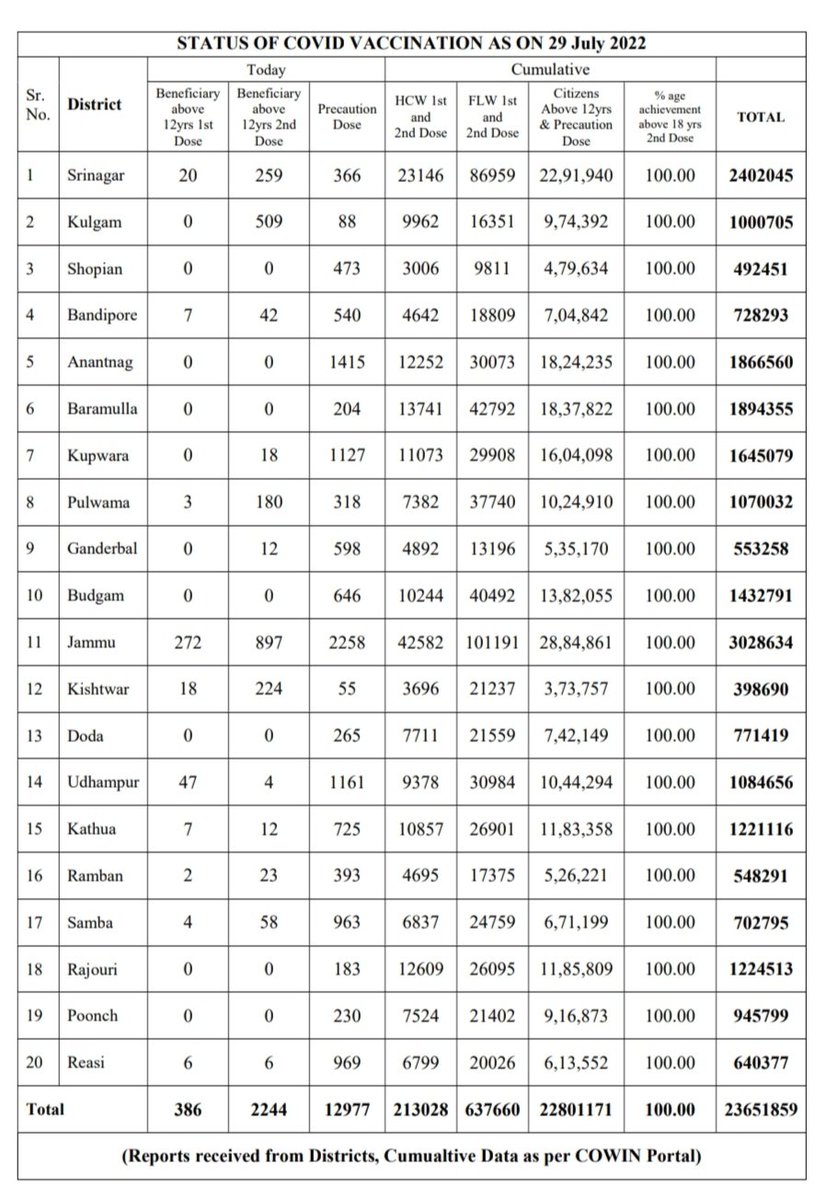 STATUS OF COVID VACCINATION AS ON 29 July 2022
Sr. No. District Today Cumulative TOTAL
Beneficiary above 12yrs 1st Dose Beneficiary above 12yrs 2nd Dose Precaution Dose HCW 1st and 2nd Dose FLW 1st and 2nd Dose Citizens Above 12yrs & Precaution Dose % age achievement above 18 yrs 2nd Dose
1 Srinagar 20 259 366 23146 86959 22,91,940 100.00 2402045
2 Kulgam 0 509 88 9962 16351 9,74,392 100.00 1000705
3 Shopian 0 0 473 3006 9811 4,79,634 100.00 492451
4 Bandipore 7 42 540 4642 18809 7,04,842 100.00 728293
5 Anantnag 0 0 1415 12252 30073 18,24,235 100.00 1866560
6 Baramulla 0 0 204 13741 42792 18,37,822 100.00 1894355
7 Kupwara 0 18 1127 11073 29908 16,04,098 100.00 1645079
8 Pulwama 3 180 318 7382 37740 10,24,910 100.00 1070032
9 Ganderbal 0 12 598 4892 13196 5,35,170 100.00 553258
10 Budgam 0 0 646 10244 40492 13,82,055 100.00 1432791
11 Jammu 272 897 2258 42582 101191 28,84,861 100.00 3028634
12 Kishtwar 18 224 55 3696 21237 3,73,757 100.00 398690
13 Doda 0 0 265 7711 21559 7,42,149 100.00 771419
14 Udhampur 47 4 1161 9378 30984 10,44,294 100.00 1084656
15 Kathua 7 12 725 10857 26901 11,83,358 100.00 1221116
16 Ramban 2 23 393 4695 17375 5,26,221 100.00 548291
17 Samba 4 58 963 6837 24759 6,71,199 100.00 702795
18 Rajouri 0 0 183 12609 26095 11,85,809 100.00 1224513
19 Poonch 0 0 230 7524 21402 9,16,873 100.00 945799
20 Reasi 6 6 969 6799 20026 6,13,552 100.00 640377
Total 386 2244 12977 213028 637660 22801171 100.00 23651859
(Reports received from Districts, Cumualtive Data as per COWIN Portal)